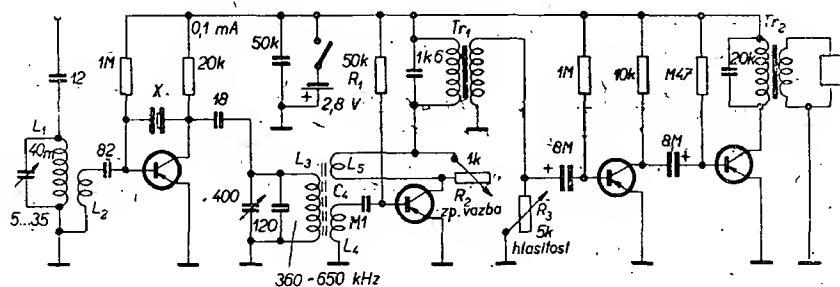 0,1 mA
12
1M
20k
X
18
82
L1
40m
5...35
L2
50k
2,8 V
50k
R1
1k6
Tr1
400
120
L3
L5
C4
M1
L4
360-650 kHz
1k
R2
zp. vazba
R3
5k
hlasitost
1M
8M
10k
8M
M47
20k
Tr2